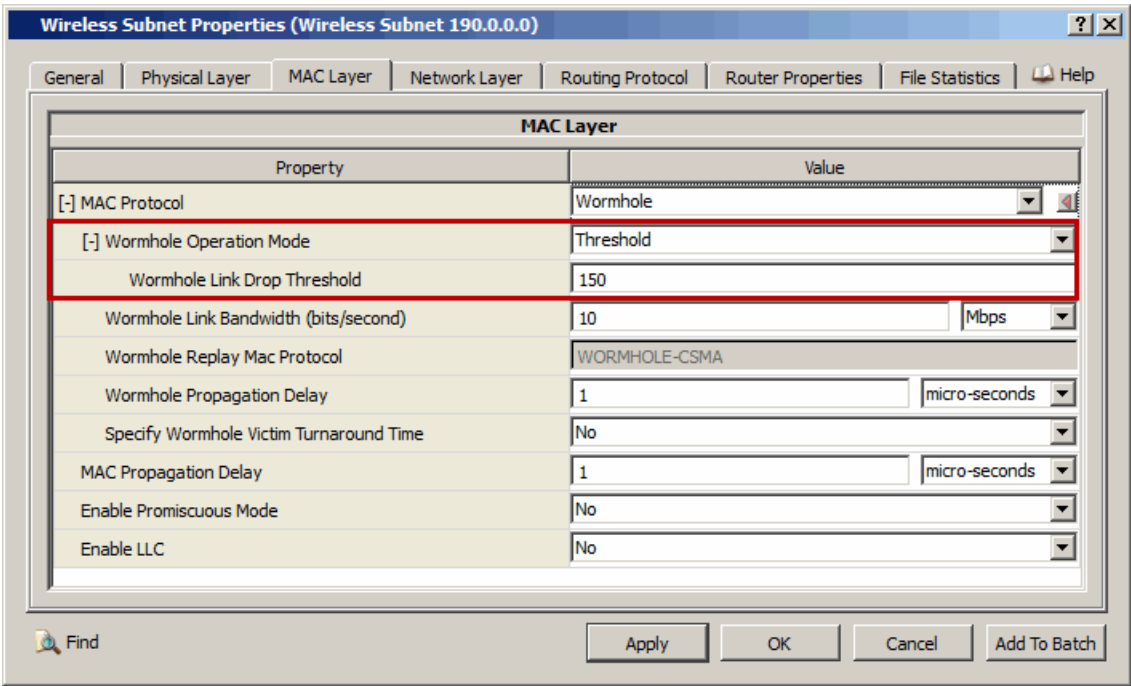 Wireless Subnet Properties (Wireless Subnet 190.0.0.0) ? X
General Physical Layer MAC Layer Network Layer Routing Protocol Router Properties File Statistics Help
MAC Layer
Property Value
[-] MAC Protocol Wormhole
[-] Wormhole Operation Mode Threshold
Wormhole Link Drop Threshold 150
Wormhole Link Bandwidth (bits/second) 10 Mbps
Wormhole Replay Mac Protocol WORMHOLE-CSMA
Wormhole Propagation Delay 1 micro-seconds
Specify Wormhole Victim Turnaround Time No
MAC Propagation Delay 1 micro-seconds
Enable Promiscuous Mode No
Enable LLC No
Find Apply OK Cancel Add To Batch